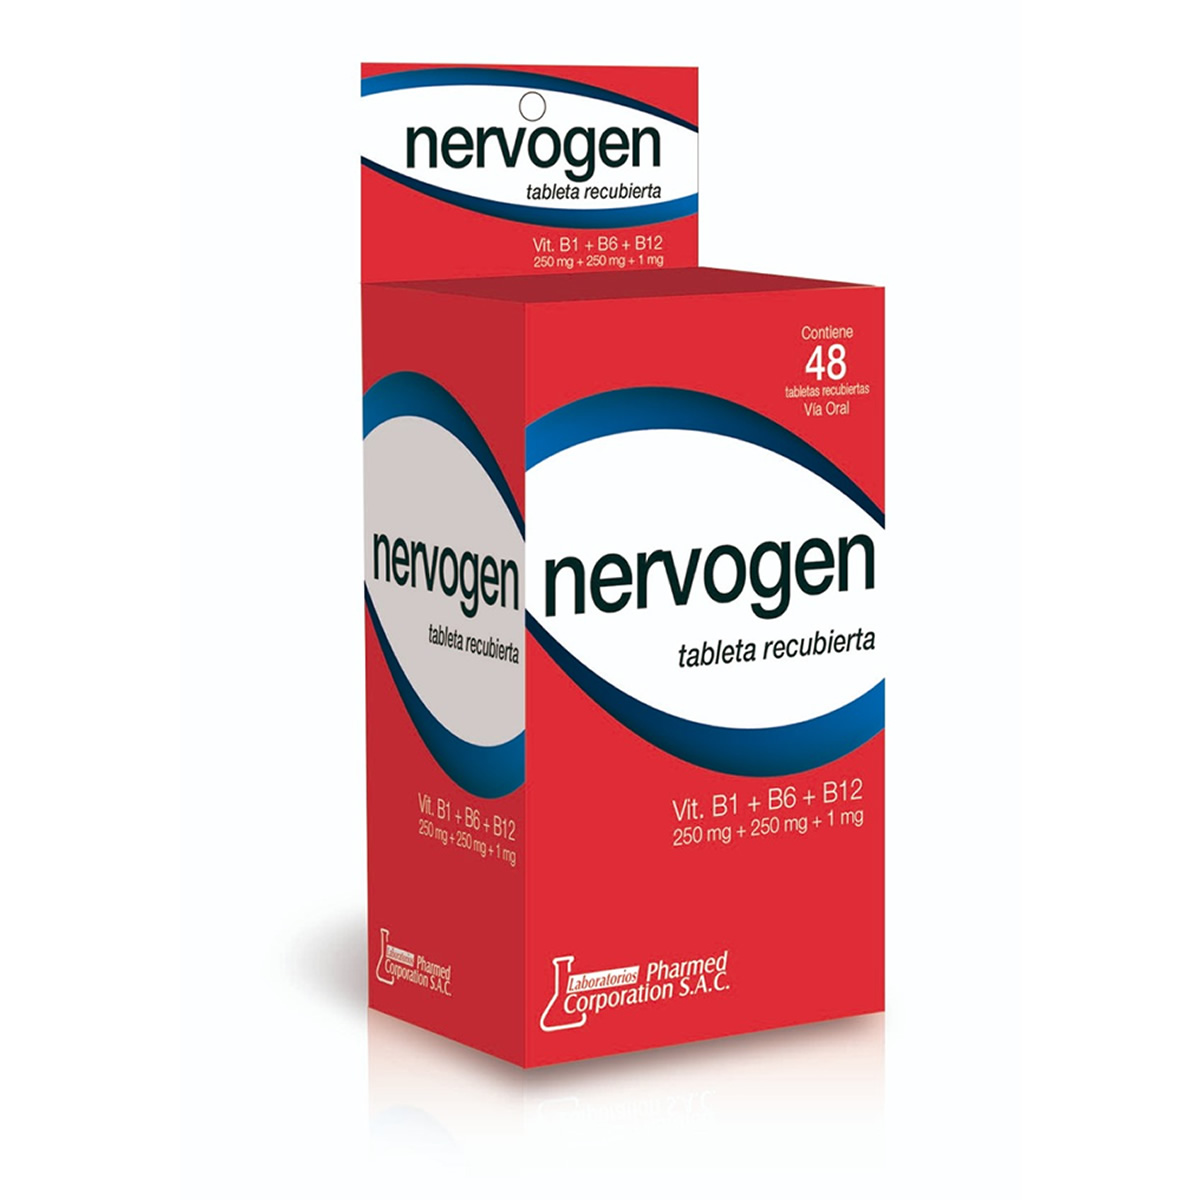 nervogen
tableta recubierta
Vit. B1 + B6 + B12
250 mg + 250 mg + 1 mg
Contiene
48
tabletas recubiertas
Vía Oral
nervogen
tableta recubierta
Vit. B1 + B6 + B12
250 mg + 250 mg + 1 mg
Laboratorios Pharmed
Corporation S.A.C.
nervogen
tableta recubierta
Vit. B1 + B6 + B12
250 mg + 250 mg + 1 mg
Laboratorios Pharmed
Corporation S.A.C.